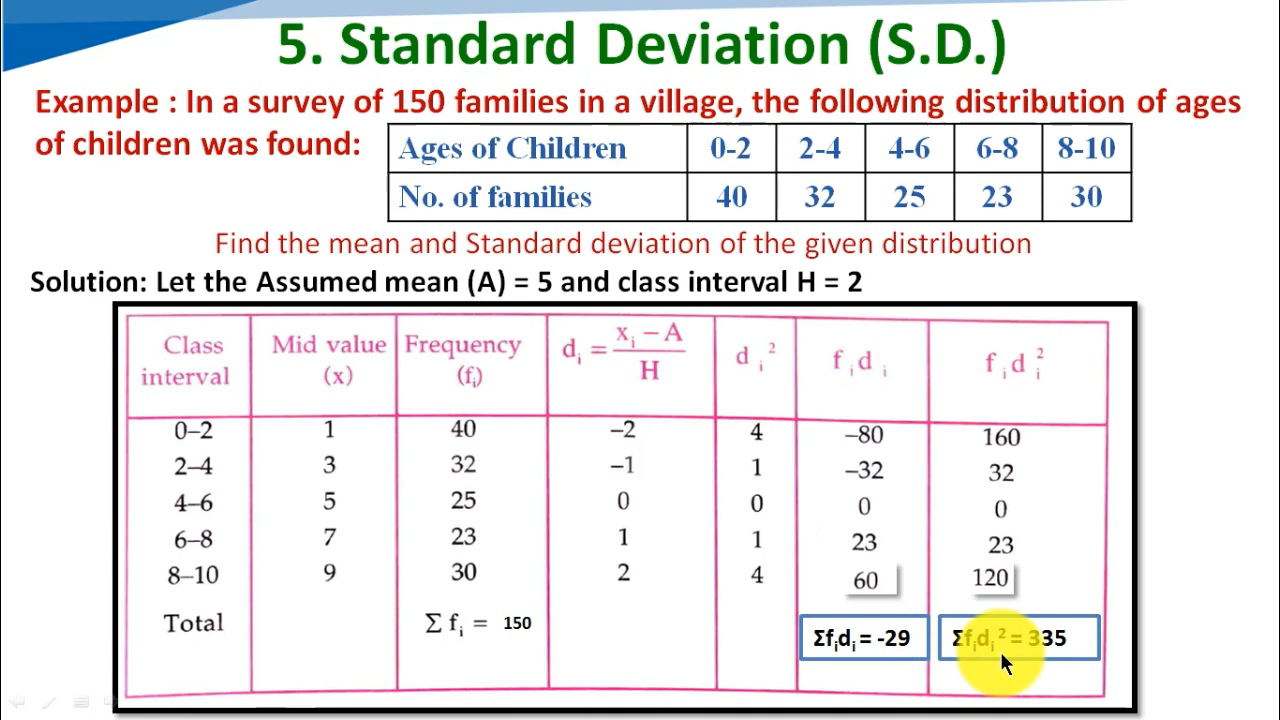 5. Standard Deviation (S.D.)
Example : In a survey of 150 families in a village, the following distribution of ages
of children was found:
Ages of Children 0-2 2-4 4-6 6-8 8-10
No. of families 40 32 25 23 30
Find the mean and Standard deviation of the given distribution
Solution: Let the Assumed mean (A) = 5 and class interval H = 2
Class interval Mid value (x) Frequency (fᵢ) dᵢ = (xᵢ – A)/H dᵢ² fᵢdᵢ fᵢdᵢ²
0–2 1 40 –2 4 –80 160
2–4 3 32 –1 1 –32 32
4–6 5 25 0 0 0 0
6–8 7 23 1 1 23 23
8–10 9 30 2 4 60 120
Total Σ fᵢ = 150 Σfᵢdᵢ = -29 Σfᵢdᵢ² = 335